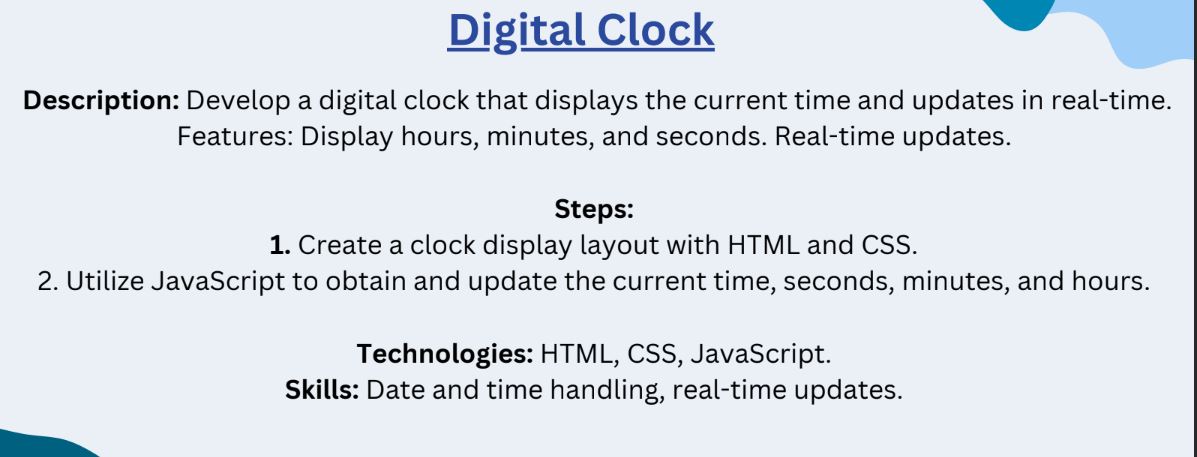 Digital Clock
Description: Develop a digital clock that displays the current time and updates in real-time.
Features: Display hours, minutes, and seconds. Real-time updates.
Steps:
1. Create a clock display layout with HTML and CSS.
2. Utilize JavaScript to obtain and update the current time, seconds, minutes, and hours.
Technologies: HTML, CSS, JavaScript.
Skills: Date and time handling, real-time updates.